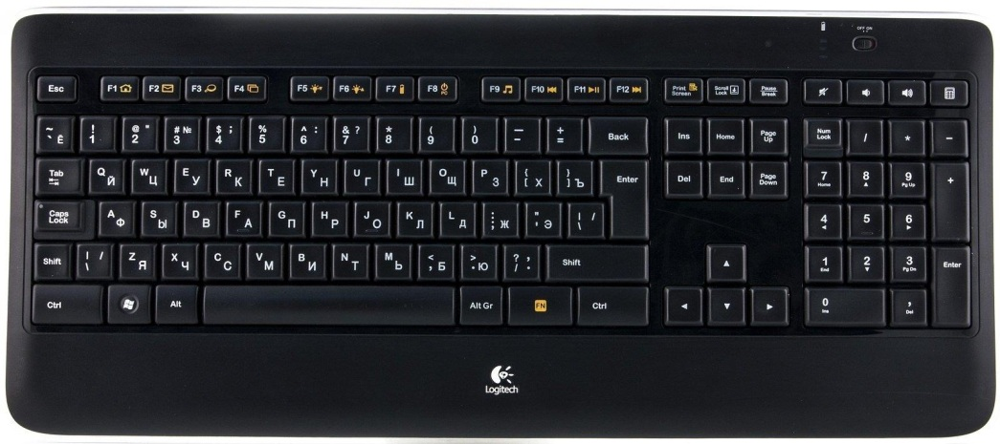 OFF ON
Esc F1 F2 F3 F4 F5 F6 F7 F8 PC F9 F10 F11 F12 Print Screen Scroll Lock Pause Break
~ Ё ! 1 @ " 2 # № 3 $ ; 4 % 5 ^ : 6 & ? 7 * 8 ( 9 ) 0 — - + = Back Ins Home Page Up Num Lock / * -
Tab Q Й W Ц E У R К T Е Y Н U Г I Ш O Щ P З { [ Х } ] Ъ Enter Del End Page Down 7 Home 8 9 Pg Up +
Caps Lock A Ф S Ы D В F А G П H Р J О K Л L Д : ; Ж " ' Э | \ / 4 5 6
Shift | \ / Z Я X Ч C С V М B И N Т M Ь < , Б > . Ю ? / , . Shift 1 End 2 3 Pg Dn Enter
Ctrl Alt Alt Gr FN Ctrl 0 Ins , Del
Logitech